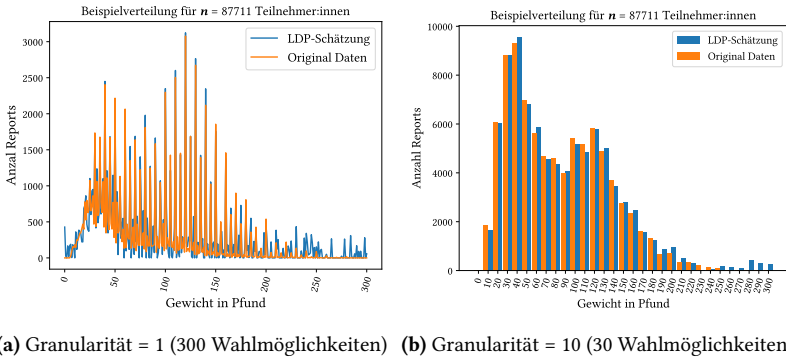 Beispielverteilung für n = 87711 Teilnehmer:innen
LDP-Schätzung
Original Daten
3000
2500
2000
1500
1000
500
0
Anzal Reports
0 50 100 150 200 250 300
Gewicht in Pfund
Beispielverteilung für n = 87711 Teilnehmer:innen
LDP-Schätzung
Original Daten
10000
8000
6000
4000
2000
0
Anzahl Reports
0 10 20 30 40 50 60 70 80 90 100 110 120 130 140 150 160 170 180 190 200 210 220 230 240 250 260 270 280 290 300
Gewicht in Pfund
(a) Granularität = 1 (300 Wahlmöglichkeiten)
(b) Granularität = 10 (30 Wahlmöglichkeiten